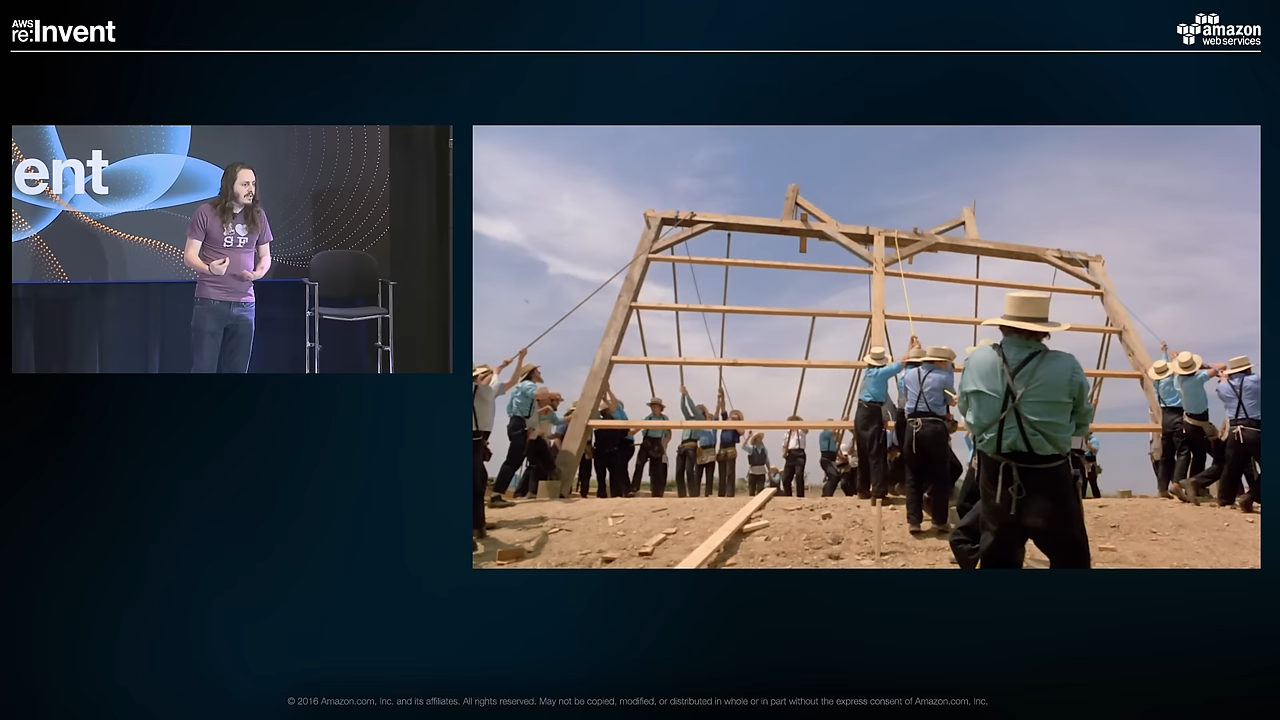 AWS
re:Invent
amazon
web services
ent
I ♥
SF
© 2016 Amazon.com, Inc. and its affiliates. All rights reserved. May not be copied, modified, or distributed in whole or in part without the express consent of Amazon.com, Inc.